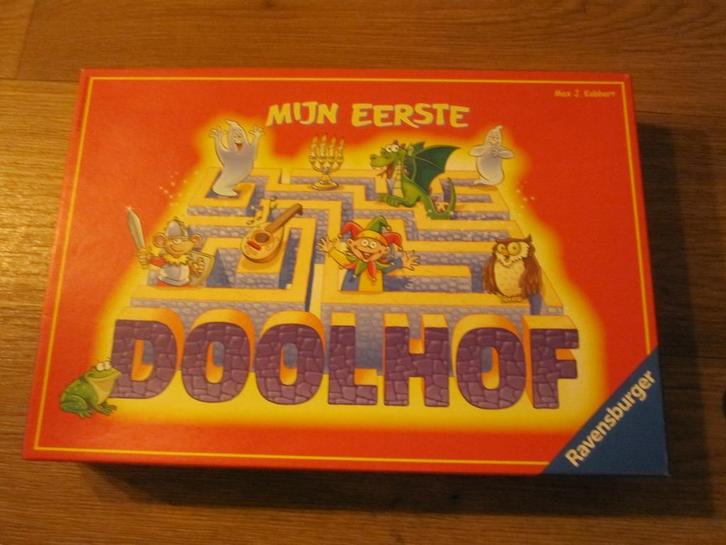 Max J. Kobbert
MIJN EERSTE
DOOLHOF
Ravensburger